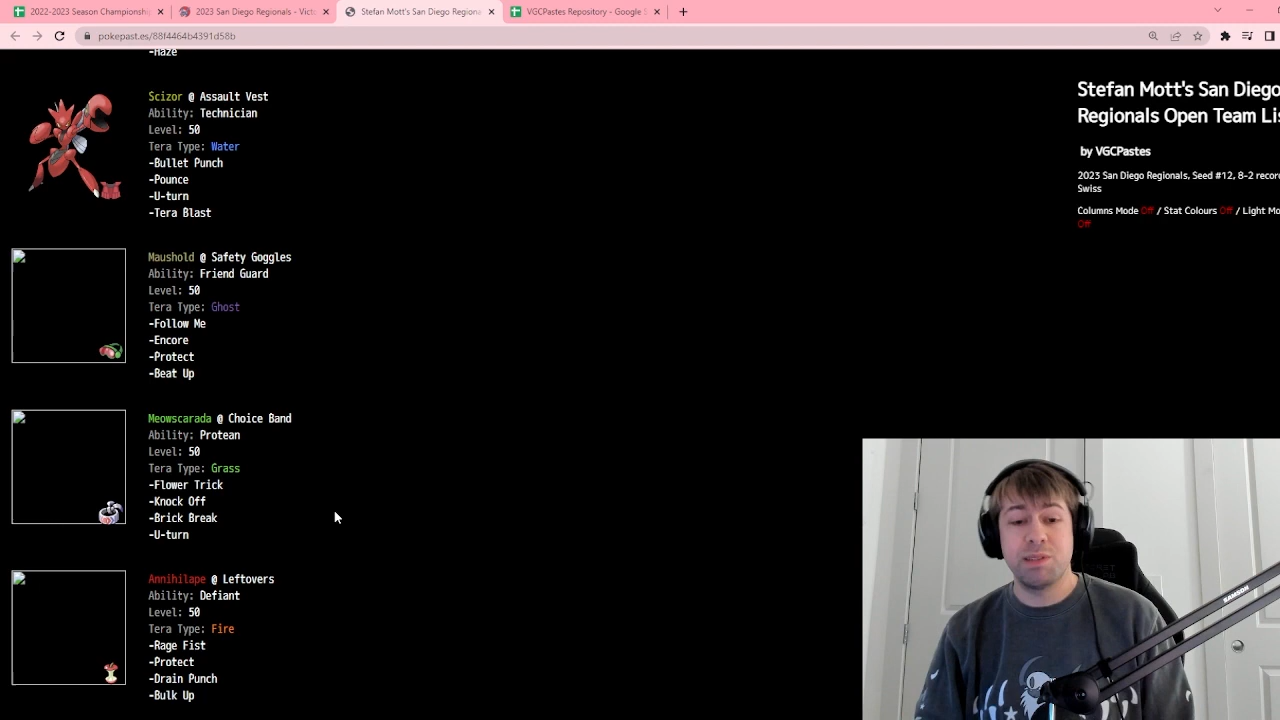 2022-2023 Season Championship
2023 San Diego Regionals - Victo
Stefan Mott's San Diego Regiona
VGCPastes Repository - Google S
pokepast.es/88f4464b4391d58b
-Haze
Scizor @ Assault Vest
Ability: Technician
Level: 50
Tera Type: Water
-Bullet Punch
-Pounce
-U-turn
-Tera Blast
Maushold @ Safety Goggles
Ability: Friend Guard
Level: 50
Tera Type: Ghost
-Follow Me
-Encore
-Protect
-Beat Up
Meowscarada @ Choice Band
Ability: Protean
Level: 50
Tera Type: Grass
-Flower Trick
-Knock Off
-Brick Break
-U-turn
Annihilape @ Leftovers
Ability: Defiant
Level: 50
Tera Type: Fire
-Rage Fist
-Protect
-Drain Punch
-Bulk Up
Stefan Mott's San Diego
Regionals Open Team Lis
by VGCPastes
2023 San Diego Regionals, Seed #12, 8-2 record
Swiss
Columns Mode Off / Stat Colours Off / Light Mo
Off
SAMSON